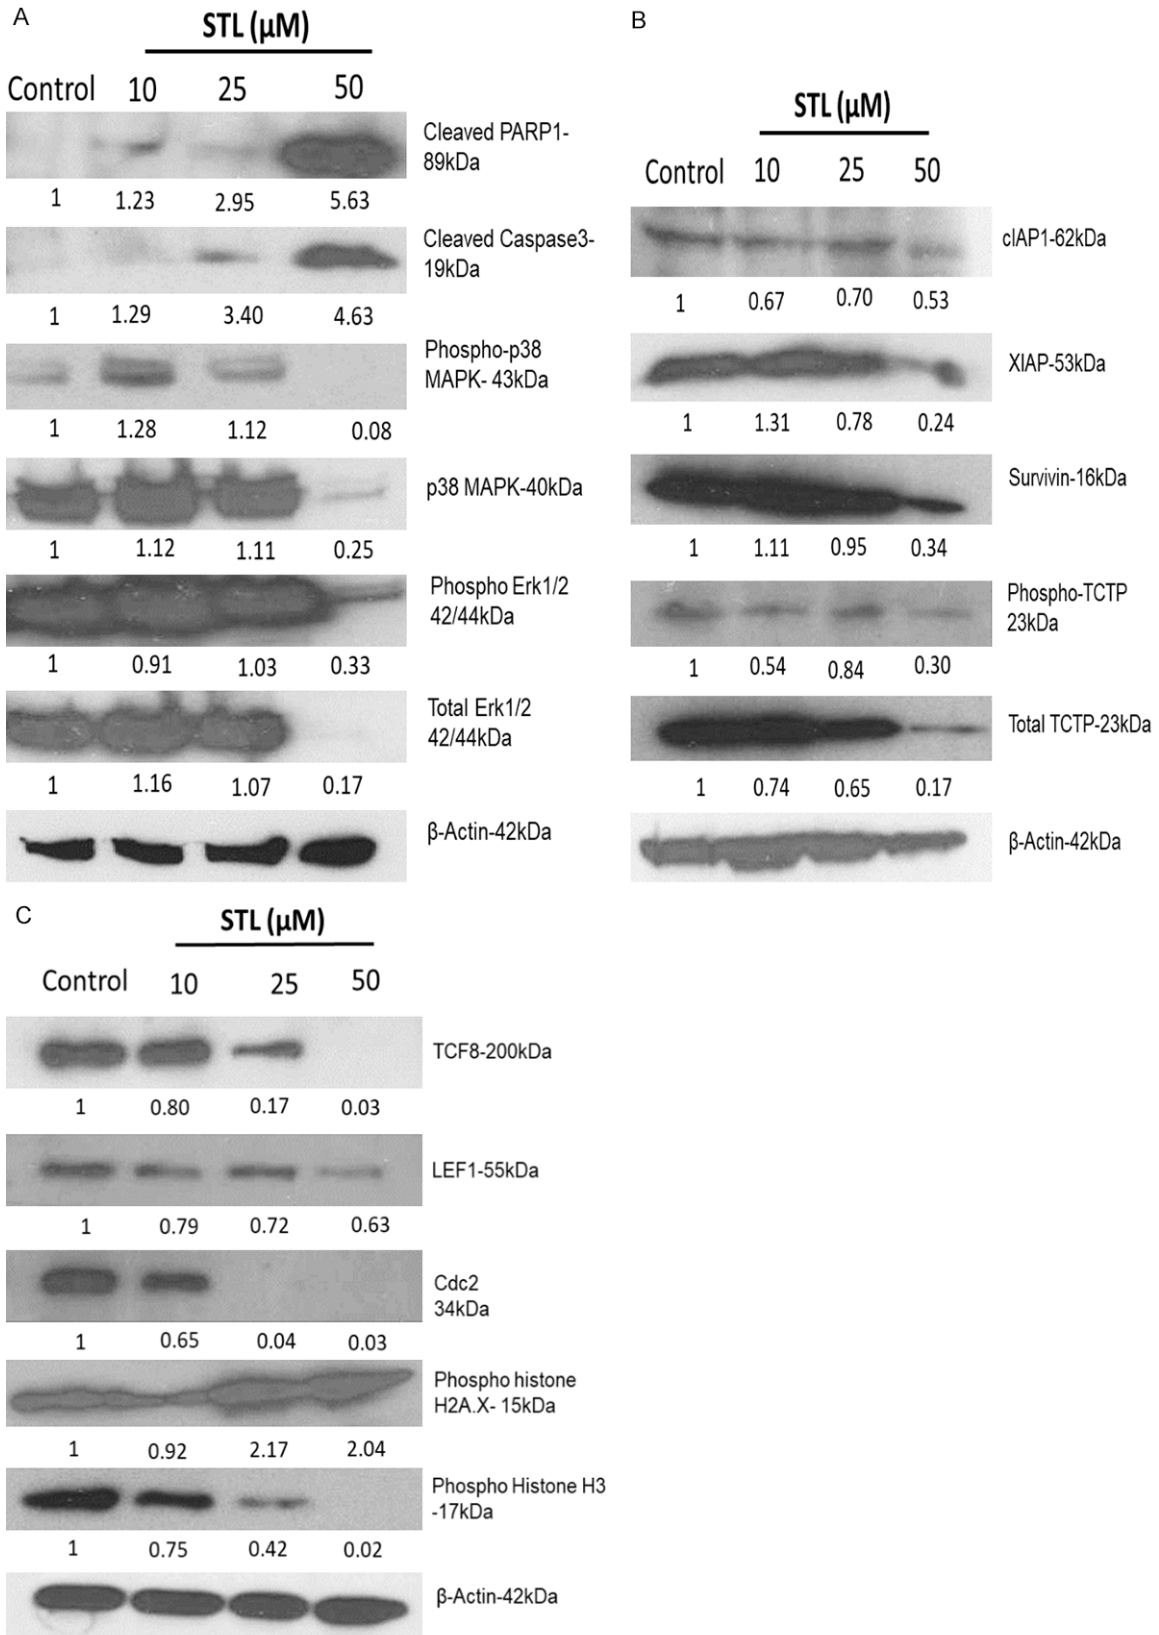 A
STL (µM)
Control 10 25 50
Cleaved PARP1-
89kDa
1 1.23 2.95 5.63
Cleaved Caspase3-
19kDa
1 1.29 3.40 4.63
Phospho-p38
MAPK- 43kDa
1 1.28 1.12 0.08
p38 MAPK-40kDa
1 1.12 1.11 0.25
Phospho Erk1/2
42/44kDa
1 0.91 1.03 0.33
Total Erk1/2
42/44kDa
1 1.16 1.07 0.17
β-Actin-42kDa
B
STL (µM)
Control 10 25 50
cIAP1-62kDa
1 0.67 0.70 0.53
XIAP-53kDa
1 1.31 0.78 0.24
Survivin-16kDa
1 1.11 0.95 0.34
Phospho-TCTP
23kDa
1 0.54 0.84 0.30
Total TCTP-23kDa
1 0.74 0.65 0.17
β-Actin-42kDa
C
STL (µM)
Control 10 25 50
TCF8-200kDa
1 0.80 0.17 0.03
LEF1-55kDa
1 0.79 0.72 0.63
Cdc2
34kDa
1 0.65 0.04 0.03
Phospho histone
H2A.X- 15kDa
1 0.92 2.17 2.04
Phospho Histone H3
-17kDa
1 0.75 0.42 0.02
β-Actin-42kDa